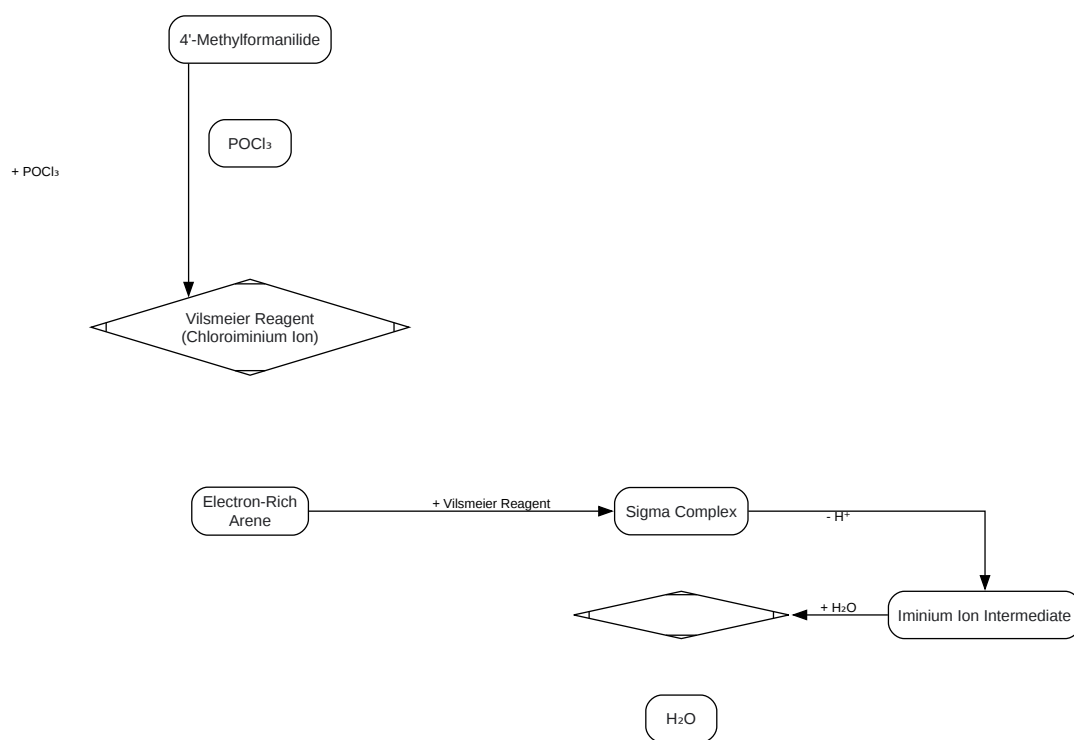 4'-Methylformanilide
POCl₃
+ POCl₃
Vilsmeier Reagent
(Chloroiminium Ion)
Electron-Rich
Arene
+ Vilsmeier Reagent
Sigma Complex
- H⁺
+ H₂O
Iminium Ion Intermediate
H₂O